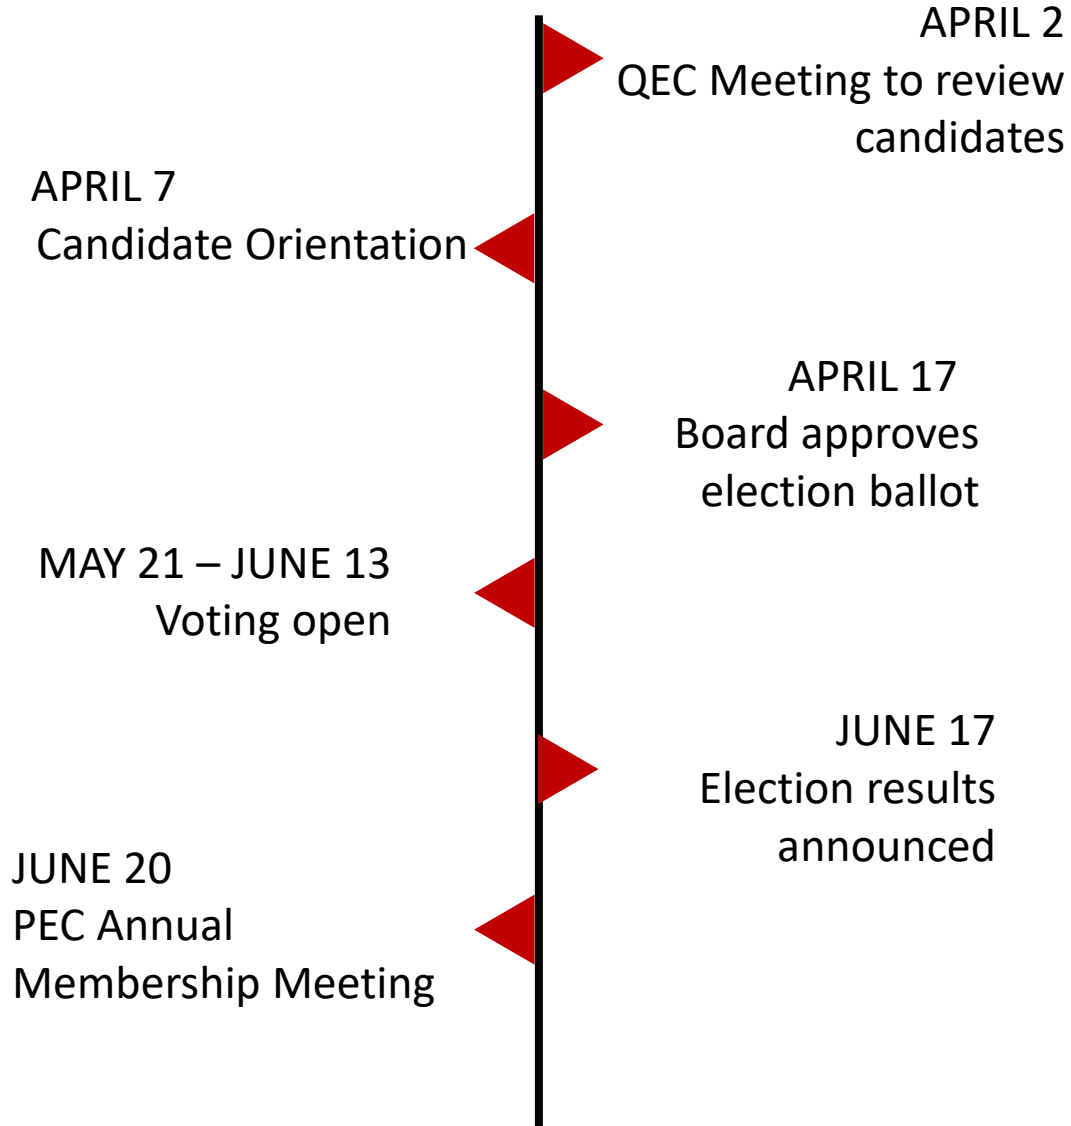 APRIL 2
QEC Meeting to review
candidates
APRIL 7
Candidate Orientation
APRIL 17
Board approves
election ballot
MAY 21 – JUNE 13
Voting open
JUNE 17
Election results
announced
JUNE 20
PEC Annual
Membership Meeting